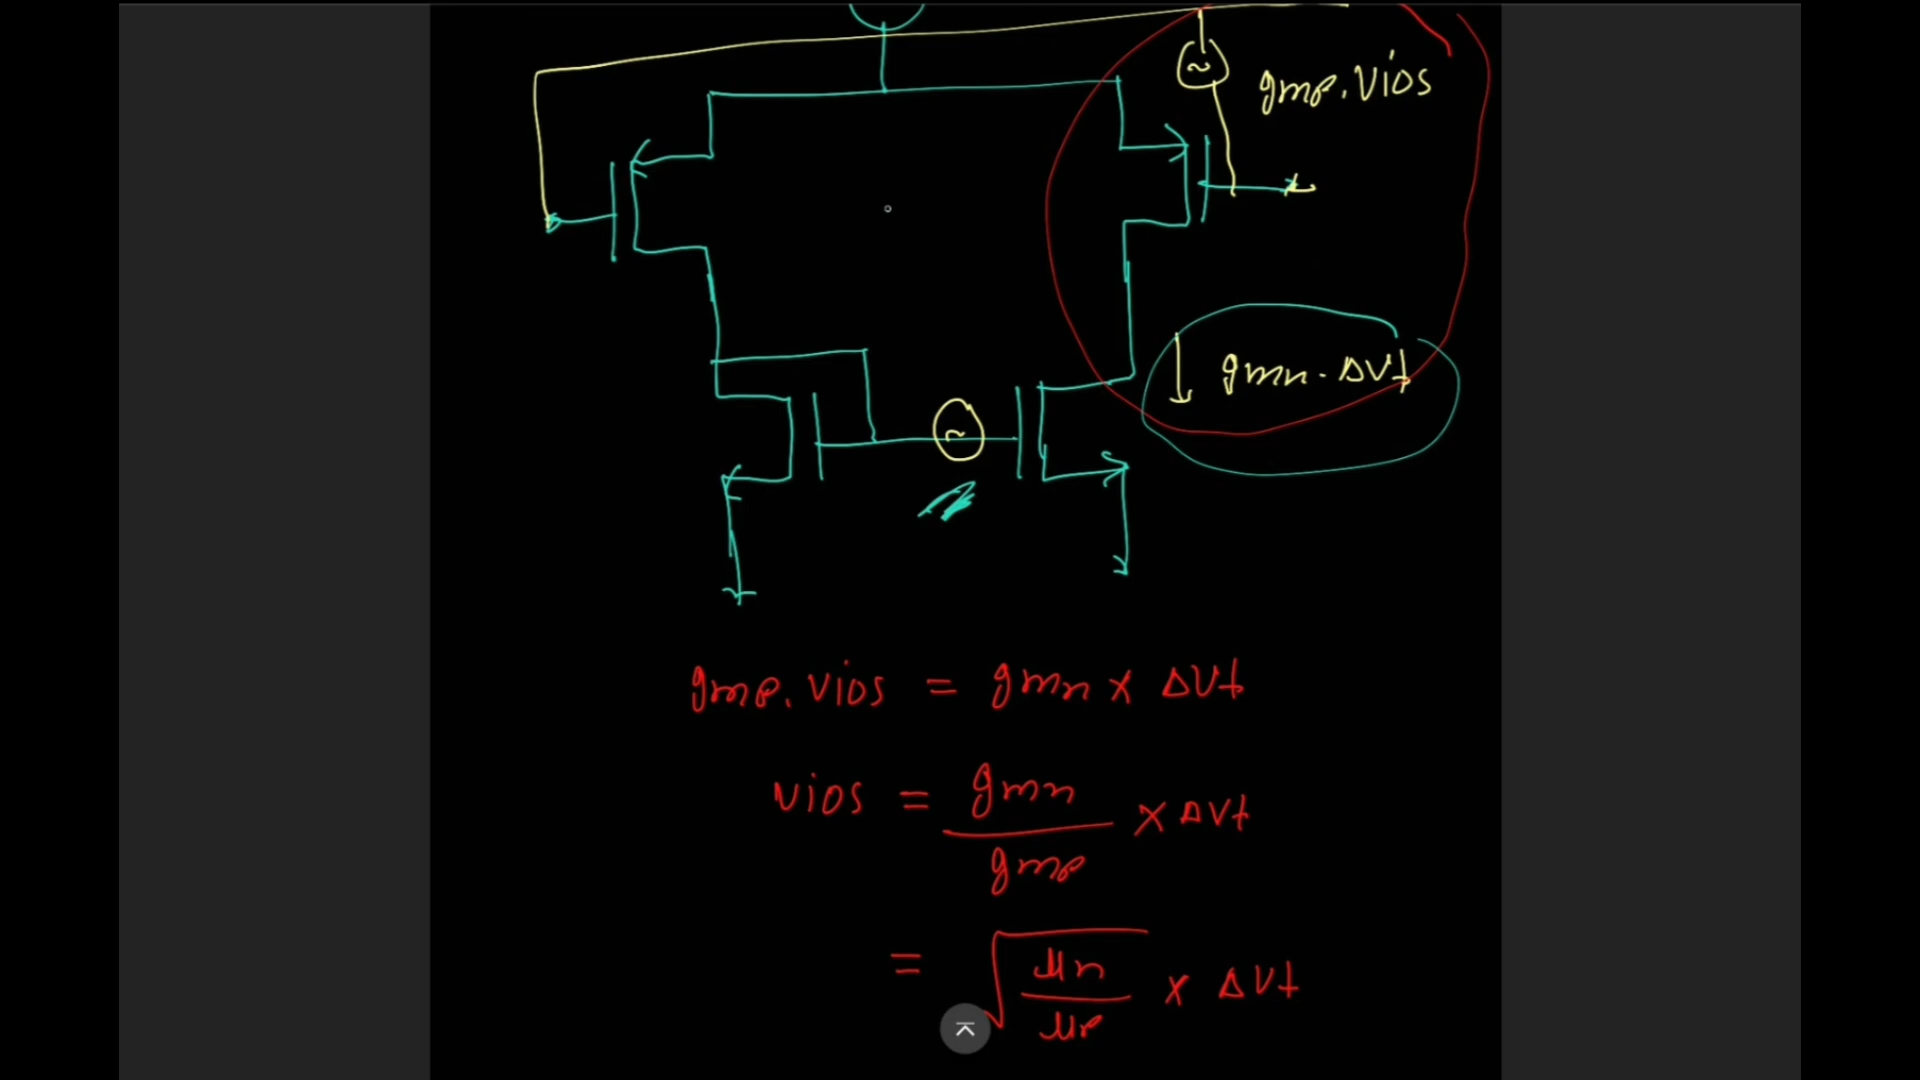 gmp. Vios
gmn. ΔVt
gmp. Vios = gmn x ΔVt
Vios = gmn / gmp x ΔVt
= √(μn / μp) x ΔVt